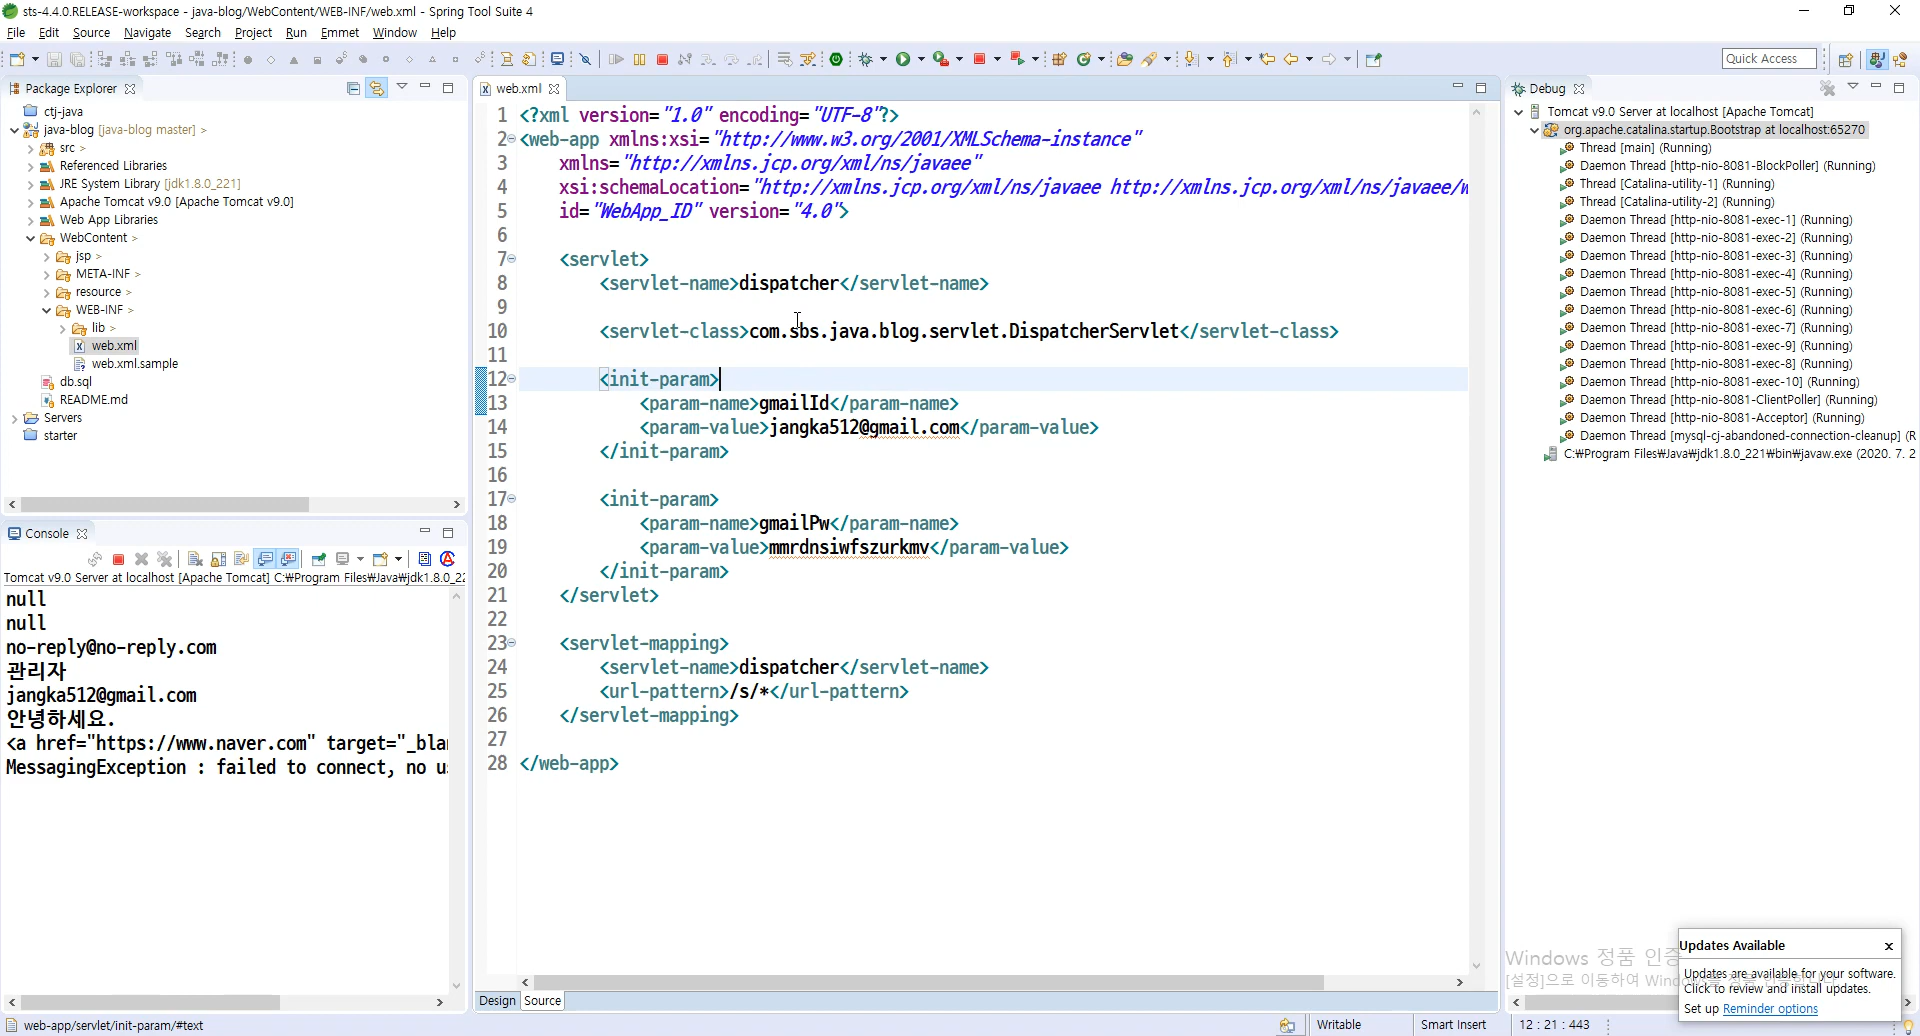 sts-4.4.0.RELEASE-workspace - java-blog/WebContent/WEB-INF/web.xml - Spring Tool Suite 4
File Edit Source Navigate Search Project Run Emmet Window Help
Quick Access
Package Explorer
ctj-java
java-blog [java-blog master] >
src >
Referenced Libraries
JRE System Library [jdk1.8.0_221]
Apache Tomcat v9.0 [Apache Tomcat v9.0]
Web App Libraries
WebContent >
jsp >
META-INF >
resource >
WEB-INF >
lib >
web.xml
web.xml.sample
db.sql
README.md
Servers
starter
Console
Tomcat v9.0 Server at localhost [Apache Tomcat] C:₩Program Files₩Java₩jdk1.8.0_22
null
null
no-reply@no-reply.com
관리자
jangka512@gmail.com
안녕하세요.
<a href="https://www.naver.com" target="_bla
MessagingException : failed to connect, no u
web.xml
1 <?xml version="1.0" encoding="UTF-8"?>
2 <web-app xmlns:xsi="http://www.w3.org/2001/XMLSchema-instance"
3 xmlns="http://xmlns.jcp.org/xml/ns/javaee"
4 xsi:schemaLocation="http://xmlns.jcp.org/xml/ns/javaee http://xmlns.jcp.org/xml/ns/javaee/w
5 id="WebApp_ID" version="4.0">
6
7 <servlet>
8 <servlet-name>dispatcher</servlet-name>
9
10 <servlet-class>com.sbs.java.blog.servlet.DispatcherServlet</servlet-class>
11
12 <init-param>
13 <param-name>gmailId</param-name>
14 <param-value>jangka512@gmail.com</param-value>
15 </init-param>
16
17 <init-param>
18 <param-name>gmailPw</param-name>
19 <param-value>mmrdnsiwfszurkmv</param-value>
20 </init-param>
21 </servlet>
22
23 <servlet-mapping>
24 <servlet-name>dispatcher</servlet-name>
25 <url-pattern>/s/*</url-pattern>
26 </servlet-mapping>
27
28 </web-app>
Design Source
Debug
Tomcat v9.0 Server at localhost [Apache Tomcat]
org.apache.catalina.startup.Bootstrap at localhost:65270
Thread [main] (Running)
Daemon Thread [http-nio-8081-BlockPoller] (Running)
Thread [Catalina-utility-1] (Running)
Thread [Catalina-utility-2] (Running)
Daemon Thread [http-nio-8081-exec-1] (Running)
Daemon Thread [http-nio-8081-exec-2] (Running)
Daemon Thread [http-nio-8081-exec-3] (Running)
Daemon Thread [http-nio-8081-exec-4] (Running)
Daemon Thread [http-nio-8081-exec-5] (Running)
Daemon Thread [http-nio-8081-exec-6] (Running)
Daemon Thread [http-nio-8081-exec-7] (Running)
Daemon Thread [http-nio-8081-exec-9] (Running)
Daemon Thread [http-nio-8081-exec-8] (Running)
Daemon Thread [http-nio-8081-exec-10] (Running)
Daemon Thread [http-nio-8081-ClientPoller] (Running)
Daemon Thread [http-nio-8081-Acceptor] (Running)
Daemon Thread [mysql-cj-abandoned-connection-cleanup] (R
C:₩Program Files₩Java₩jdk1.8.0_221₩bin₩javaw.exe (2020. 7. 2
Windows 정품 인증
[설정]으로 이동하여 Wind
Updates Available
Updates are available for your software.
Click to review and install updates.
Set up Reminder options
web-app/servlet/init-param/#text
Writable
Smart Insert
12 : 21 : 443